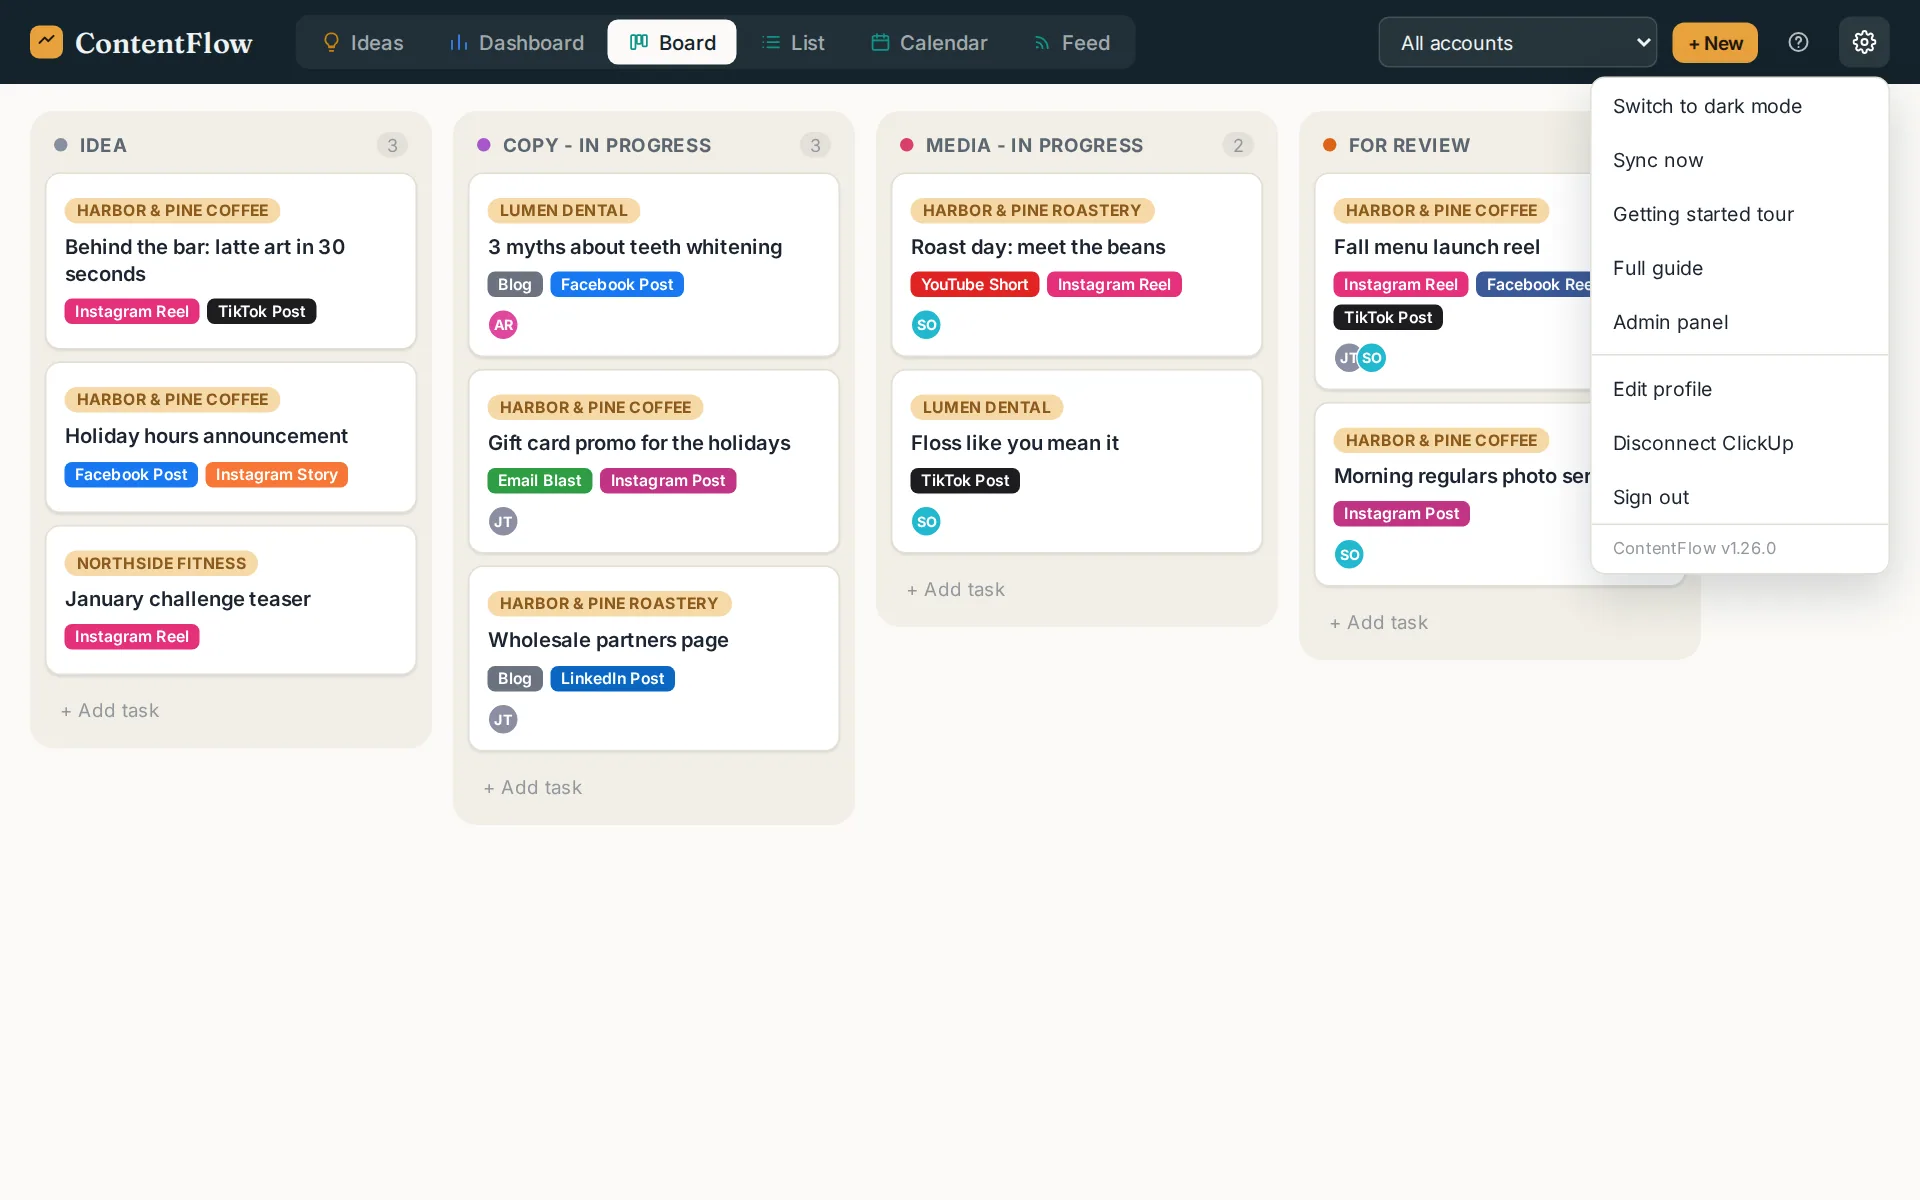 ContentFlow
Ideas
Dashboard
Board
List
Calendar
Feed
All accounts
+ New
IDEA
3
HARBOR & PINE COFFEE
Behind the bar: latte art in 30
seconds
Instagram Reel TikTok Post
HARBOR & PINE COFFEE
Holiday hours announcement
Facebook Post Instagram Story
NORTHSIDE FITNESS
January challenge teaser
Instagram Reel
+ Add task
COPY - IN PROGRESS
3
LUMEN DENTAL
3 myths about teeth whitening
Blog Facebook Post
AR
HARBOR & PINE COFFEE
Gift card promo for the holidays
Email Blast Instagram Post
JT
HARBOR & PINE ROASTERY
Wholesale partners page
Blog LinkedIn Post
JT
+ Add task
MEDIA - IN PROGRESS
2
HARBOR & PINE ROASTERY
Roast day: meet the beans
YouTube Short Instagram Reel
SO
LUMEN DENTAL
Floss like you mean it
TikTok Post
SO
+ Add task
FOR REVIEW
HARBOR & PINE COFFEE
Fall menu launch reel
Instagram Reel Facebook Ree
TikTok Post
JT SO
HARBOR & PINE COFFEE
Morning regulars photo ser
Instagram Post
SO
+ Add task
Switch to dark mode
Sync now
Getting started tour
Full guide
Admin panel
Edit profile
Disconnect ClickUp
Sign out
ContentFlow v1.26.0